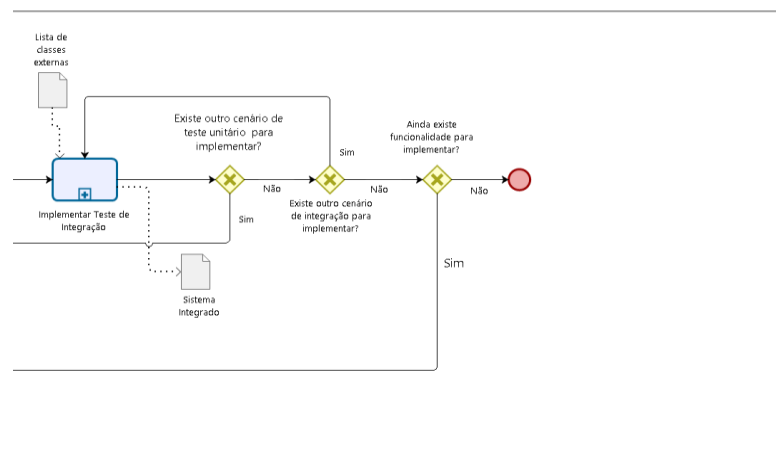 Lista de
classes
externas
Existe outro cenário de
teste unitário para
implementar?
Ainda existe
funcionalidade para
implementar?
Sim
Não
Não
Não
Implementar Teste de
Integração
Sim
Existe outro cenário
de integração para
implementar?
Sim
Sistema
Integrado